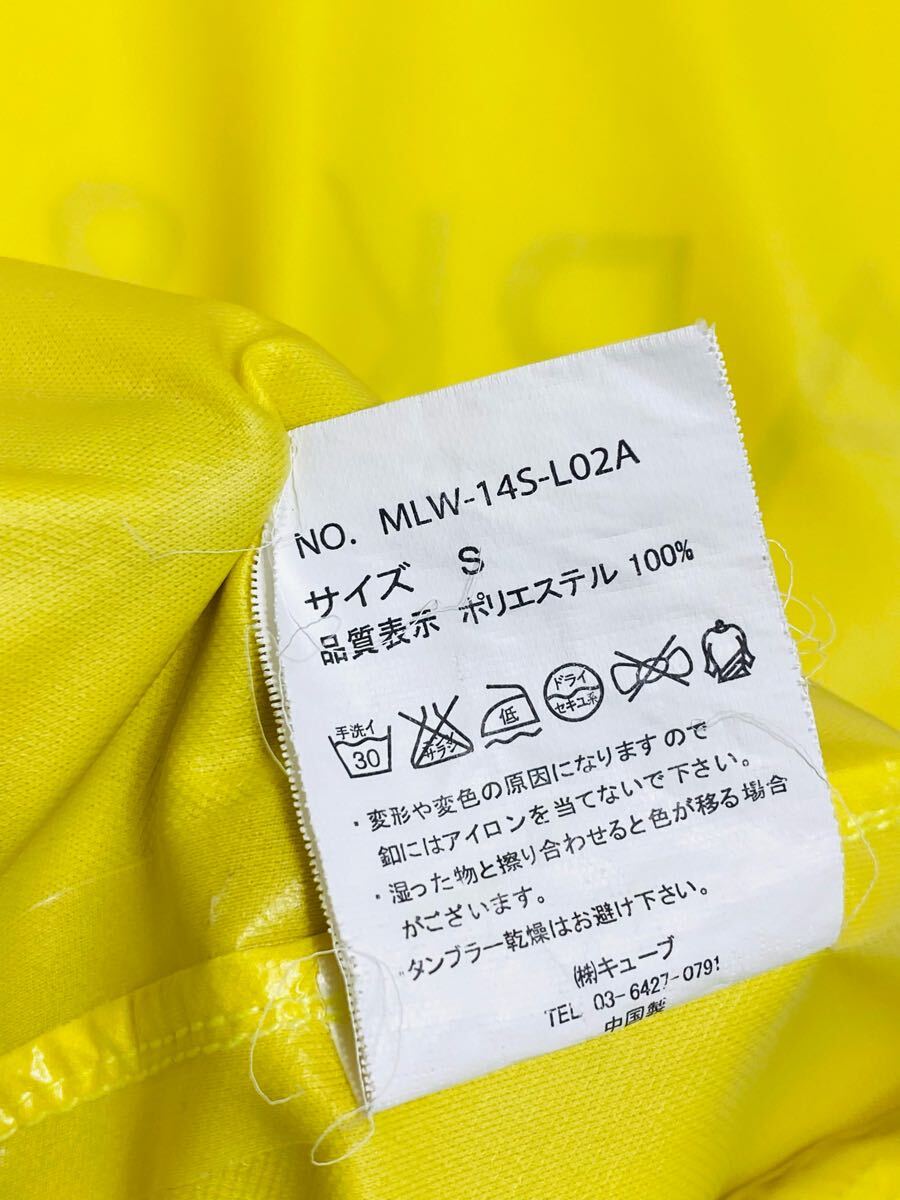 NO. MLW-14S-L02A
サイズ S
品質表示 ポリエステル 100%
手洗イ 30 サラシ 低 ドライ セキユ系
・変形や変色の原因になりますので
釦にはアイロンを当てないで下さい。
・湿った物と擦り合わせると色が移る場合
がございます。
・タンブラー乾燥はお避け下さい。
㈱キューブ
TEL 03-6427-0791
中国製